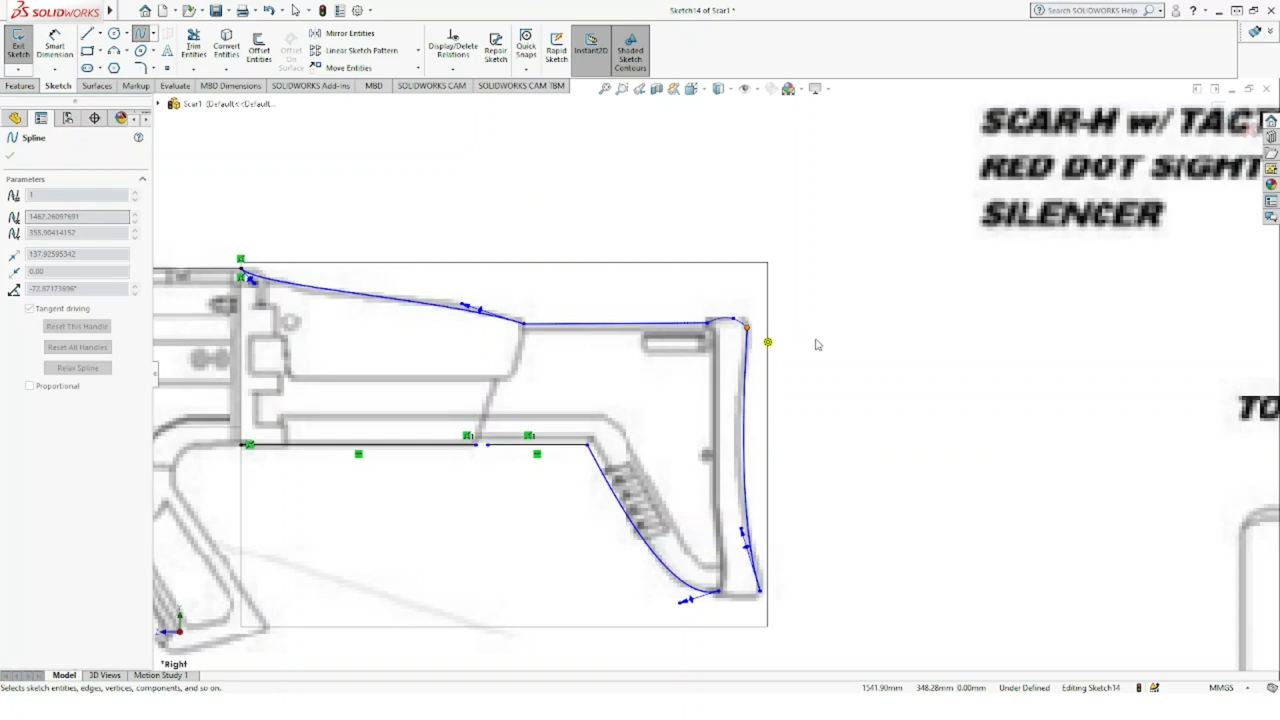 SOLIDWORKS
Sketch14 of Scar1 *
Search SOLIDWORKS Help
Exit Sketch
Smart Dimension
Trim Entities
Convert Entities
Offset Entities
Offset On Surface
Mirror Entities
Linear Sketch Pattern
Move Entities
Display/Delete Relations
Repair Sketch
Quick Snaps
Rapid Sketch
Instant2D
Shaded Sketch Contours
Features
Sketch
Surfaces
Markup
Evaluate
MBD Dimensions
SOLIDWORKS Add-Ins
MBD
SOLIDWORKS CAM
SOLIDWORKS CAM TBM
Scar1 (Default<<Default...
Spline
Parameters
1
1462.26097691
355.90414152
137.92595342
0.00
-72.87173696°
Tangent driving
Reset This Handle
Reset All Handles
Relax Spline
Proportional
SCAR-H w/ TACT
RED DOT SIGHT
SILENCER
TO
*Right
Model
3D Views
Motion Study 1
Selects sketch entities, edges, vertices, components, and so on.
1541.90mm
348.28mm
0.00mm
Under Defined
Editing Sketch14
MMGS